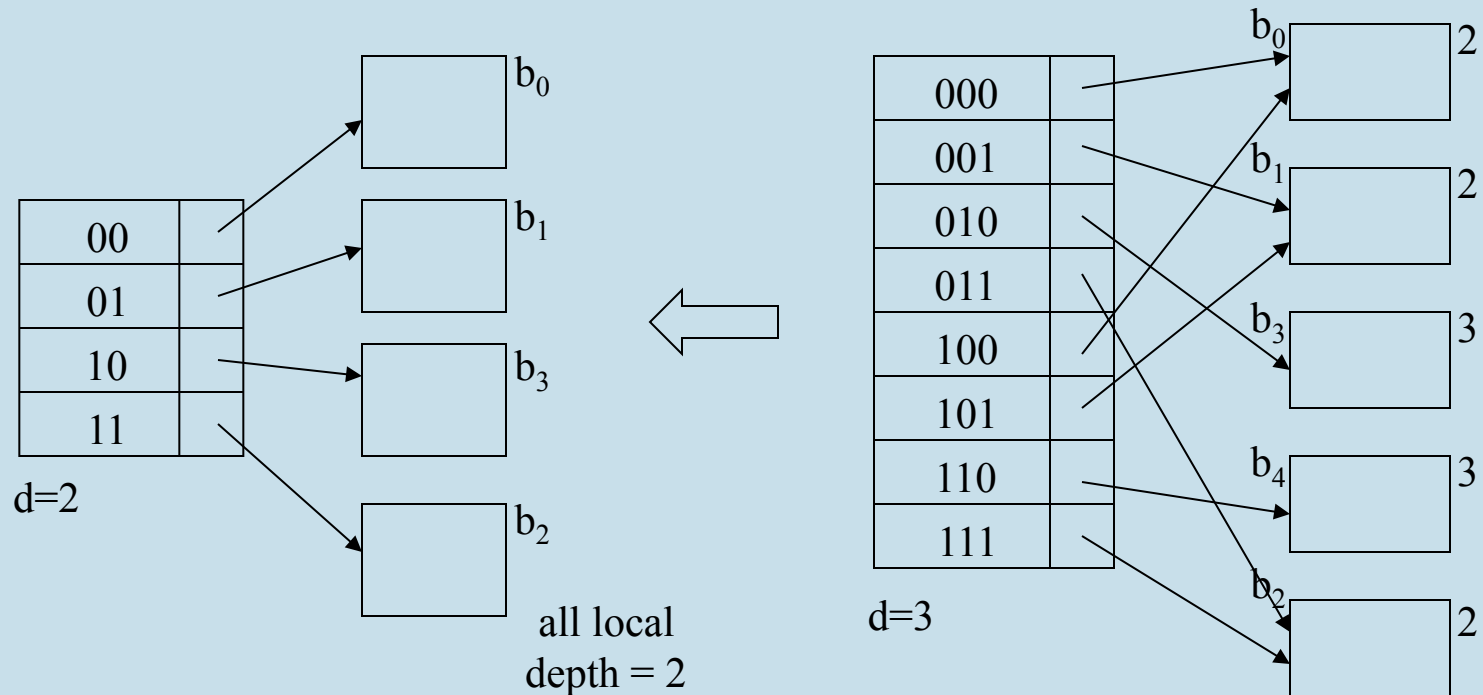 b₀
00
b₁
01
10
b₃
11
d=2
b₂
all local
depth = 2
b₀ 2
000
001
b₁ 2
010
011
b₃ 3
100
101
b₄ 3
110
111
b₂ 2
d=3